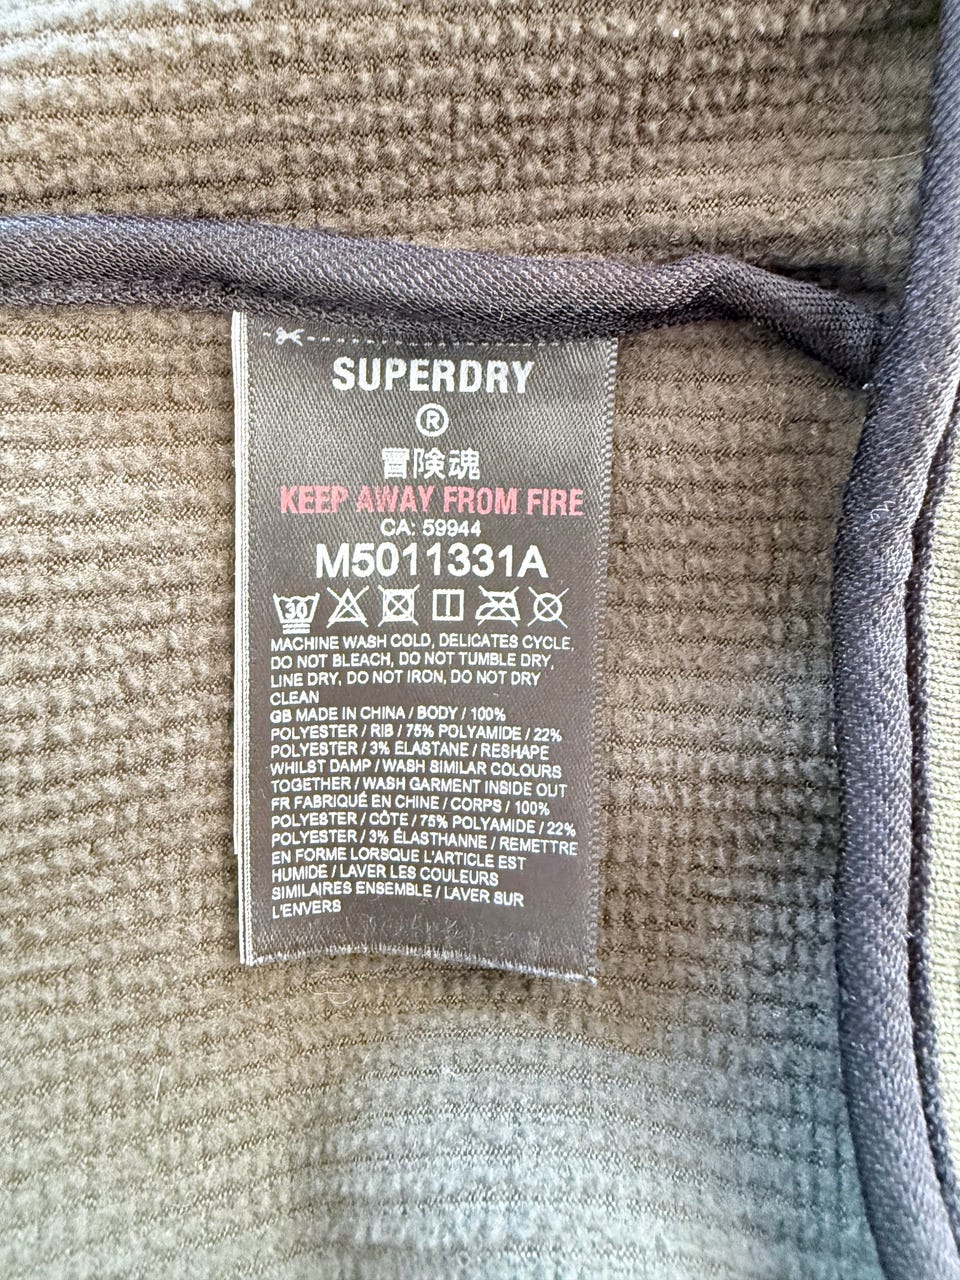 SUPERDRY
®
冒険魂
KEEP AWAY FROM FIRE
CA: 59944
M5011331A
30
MACHINE WASH COLD, DELICATES CYCLE,
DO NOT BLEACH, DO NOT TUMBLE DRY,
LINE DRY, DO NOT IRON, DO NOT DRY
CLEAN
GB MADE IN CHINA / BODY / 100%
POLYESTER / RIB / 75% POLYAMIDE / 22%
POLYESTER / 3% ELASTANE / RESHAPE
WHILST DAMP / WASH SIMILAR COLOURS
TOGETHER / WASH GARMENT INSIDE OUT
FR FABRIQUÉ EN CHINE / CORPS / 100%
POLYESTER / CÔTE / 75% POLYAMIDE / 22%
POLYESTER / 3% ÉLASTHANNE / REMETTRE
EN FORME LORSQUE L'ARTICLE EST
HUMIDE / LAVER LES COULEURS
SIMILAIRES ENSEMBLE / LAVER SUR
L'ENVERS